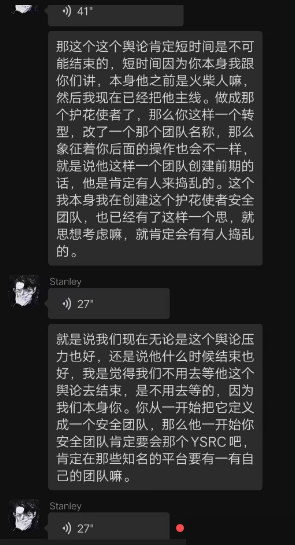 41"
那这个这个舆论肯定短时间是不可
能结束的，短时间因为你本身我跟
你们讲，本身他之前是火柴人嘛，
然后我现在已经把他主线。做成那
个护花使者了，那么你这样一个转
型，改了一个那个团队名称，那么
象征着你后面的操作也会不一样，
就是说他这样一个团队创建前期的
话，他是肯定有人来捣乱的。这个
我本身我在创建这个护花使者安全
团队，也已经有了这样一个思，就
思想考虑嘛，就肯定会有有人捣乱
的。
Stanley
27"
就是说我们现在无论是这个舆论压
力也好，还是说他什么时候结束也
好，我是觉得我们不用去等他这个
舆论去结束，是不用去等的，因为
我们本身你。你从一开始把它定义
成一个安全团队，那么他一开始你
安全团队肯定要会那个YSRC吧，
肯定在那些知名的平台要有一有自
己的团队嘛。
Stanley
27"